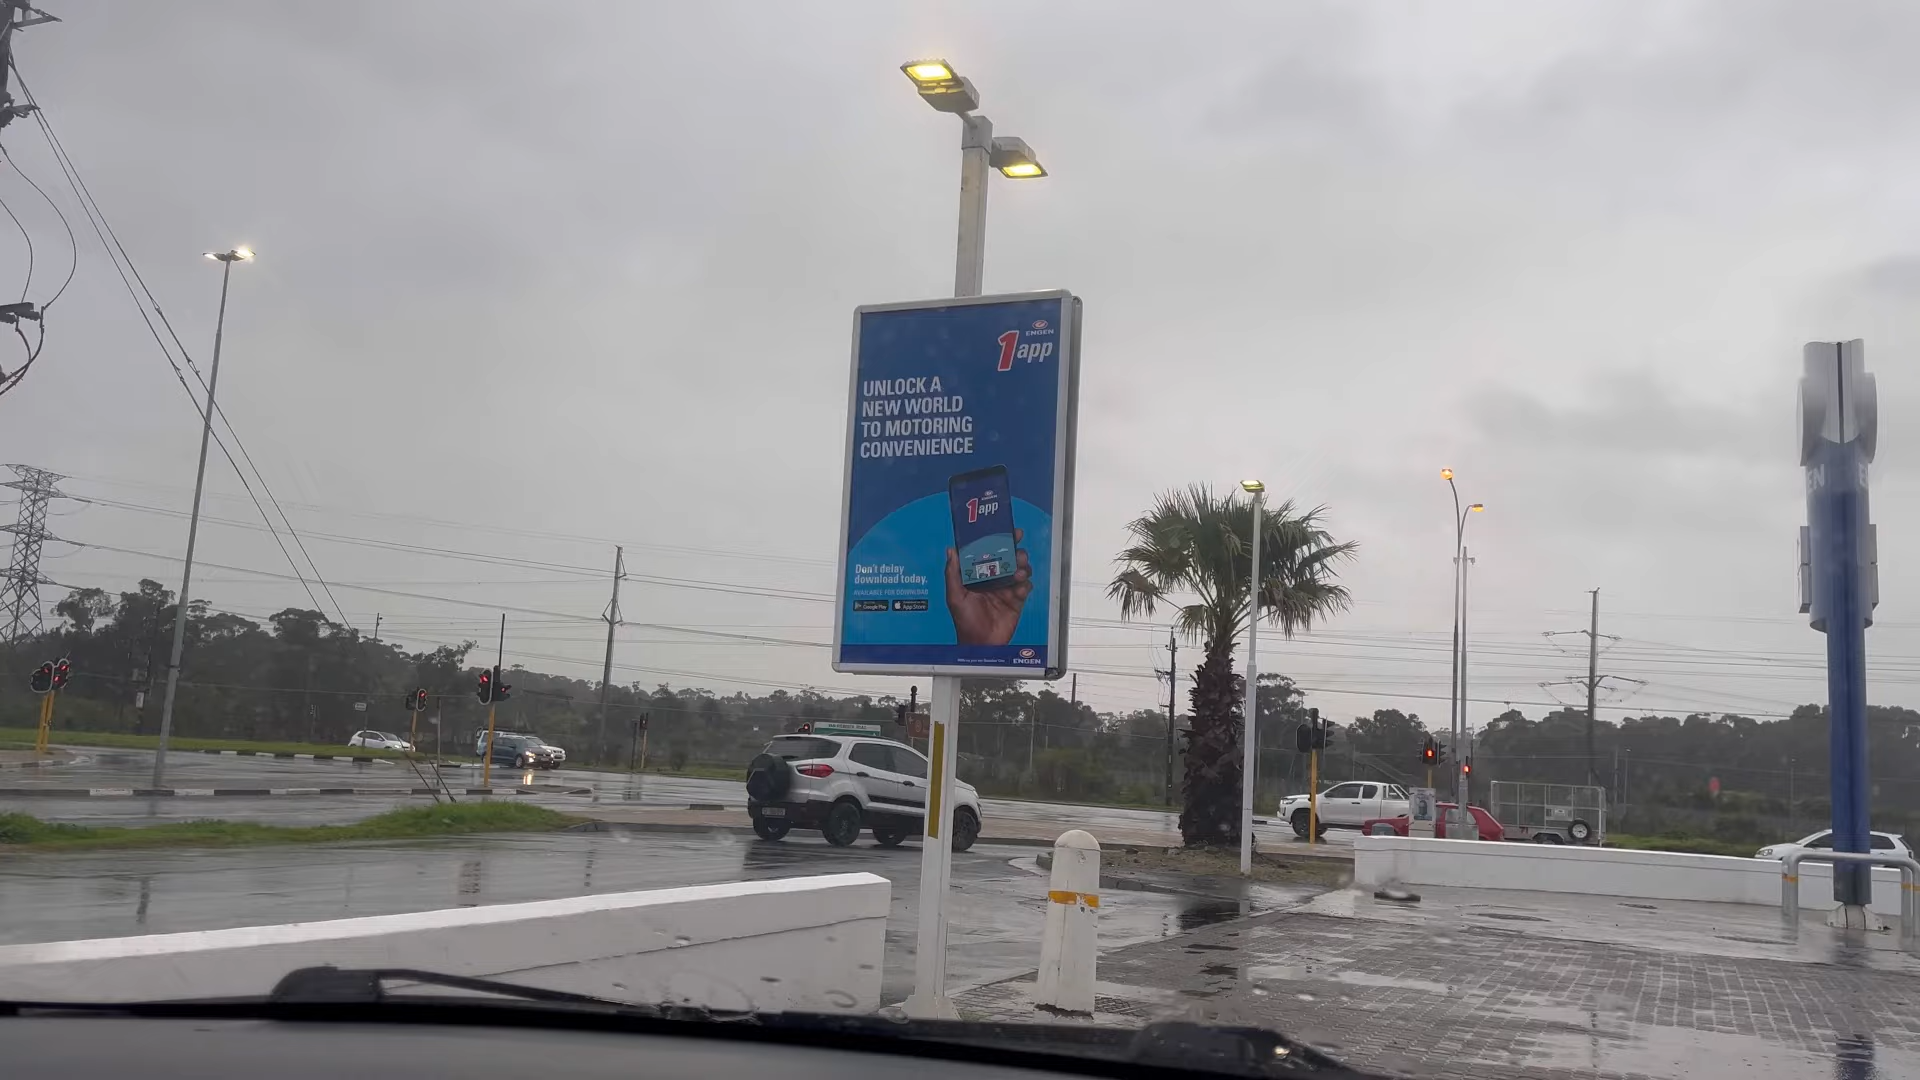 ENGEN
1app
UNLOCK A
NEW WORLD
TO MOTORING
CONVENIENCE
ENGEN
1app
Don't delay
download today.
AVAILABLE FOR DOWNLOAD
Google Play
App Store
ENGEN
EN